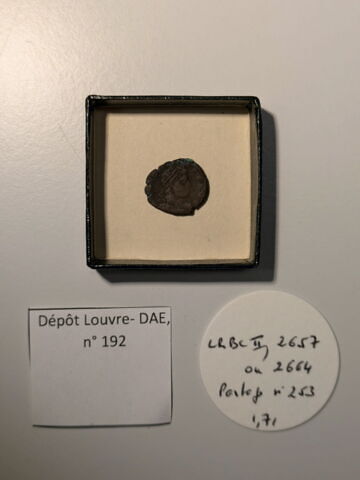 Dépôt Louvre- DAE,
n° 192
LRBC II, 2657
ou 2664
Partage n° 253
1,71